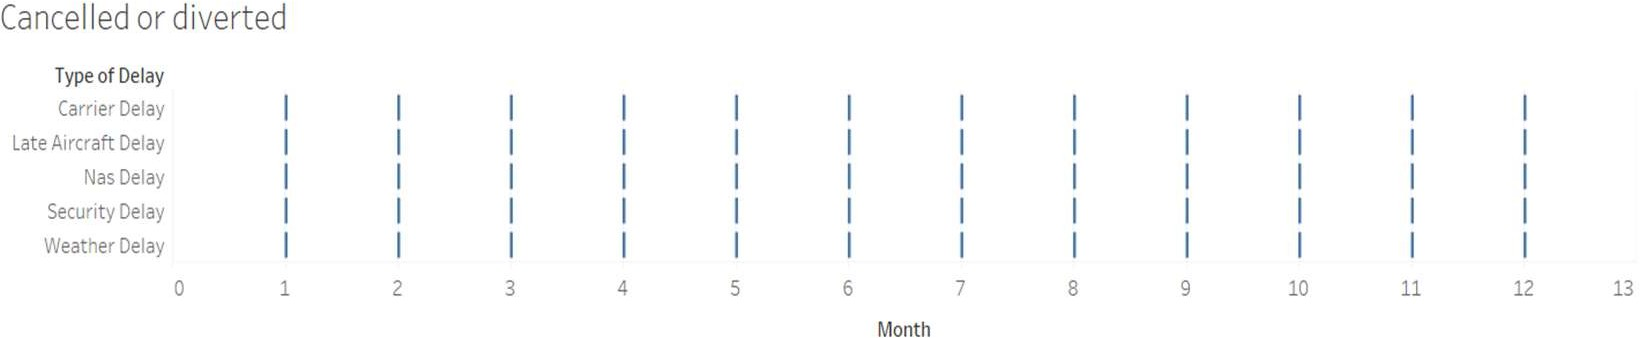 Cancelled or diverted
Type of Delay
Carrier Delay
Late Aircraft Delay
Nas Delay
Security Delay
Weather Delay
0 1 2 3 4 5 6 7 8 9 10 11 12 13
Month